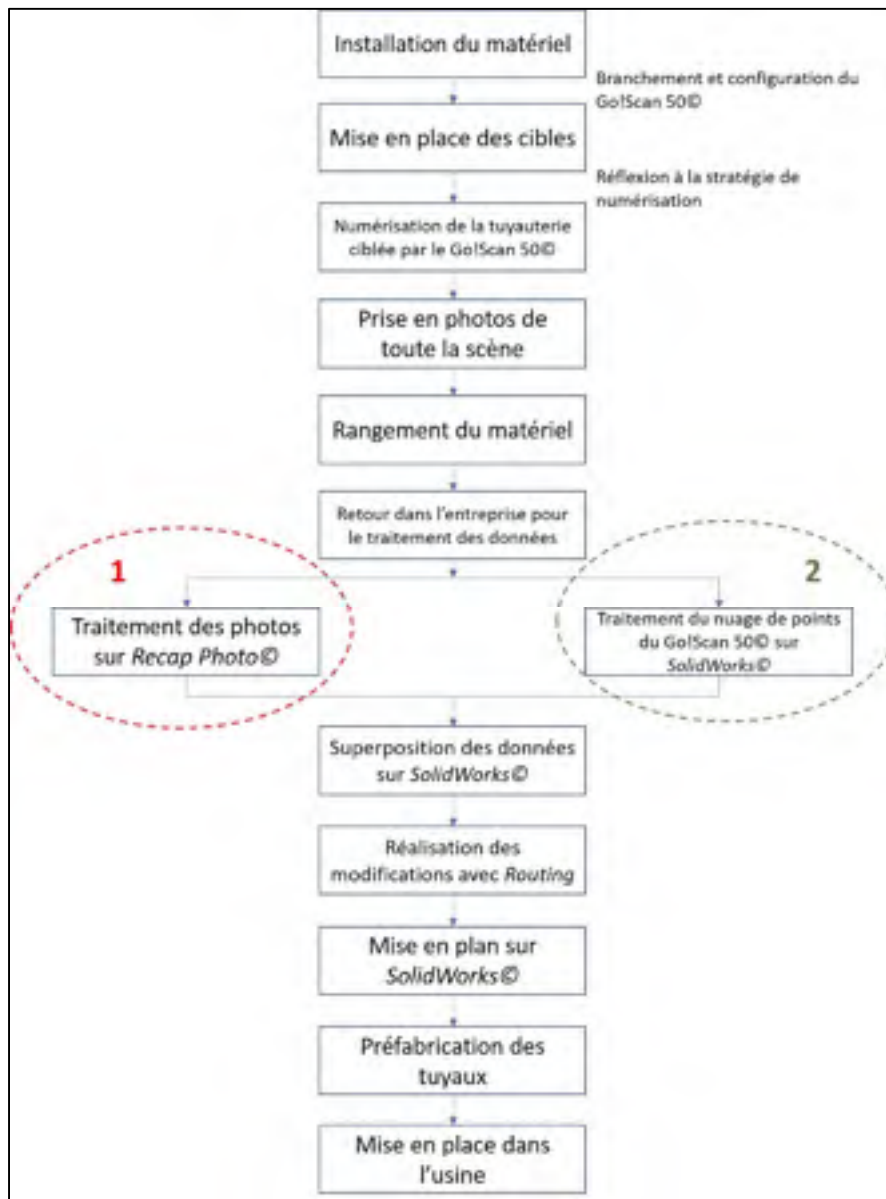 Installation du matériel
Branchement et configuration du
Go!Scan 50©
Mise en place des cibles
Réflexion à la stratégie de
numérisation
Numérisation de la tuyauterie
ciblée par le Go!Scan 50©
Prise en photos de
toute la scène
Rangement du matériel
Retour dans l'entreprise pour
le traitement des données
1
Traitement des photos
sur Recap Photo©
2
Traitement du nuage de points
du Go!Scan 50© sur
SolidWorks©
Superposition des données
sur SolidWorks©
Réalisation des
modifications avec Routing
Mise en plan sur
SolidWorks©
Préfabrication des
tuyaux
Mise en place dans
l'usine